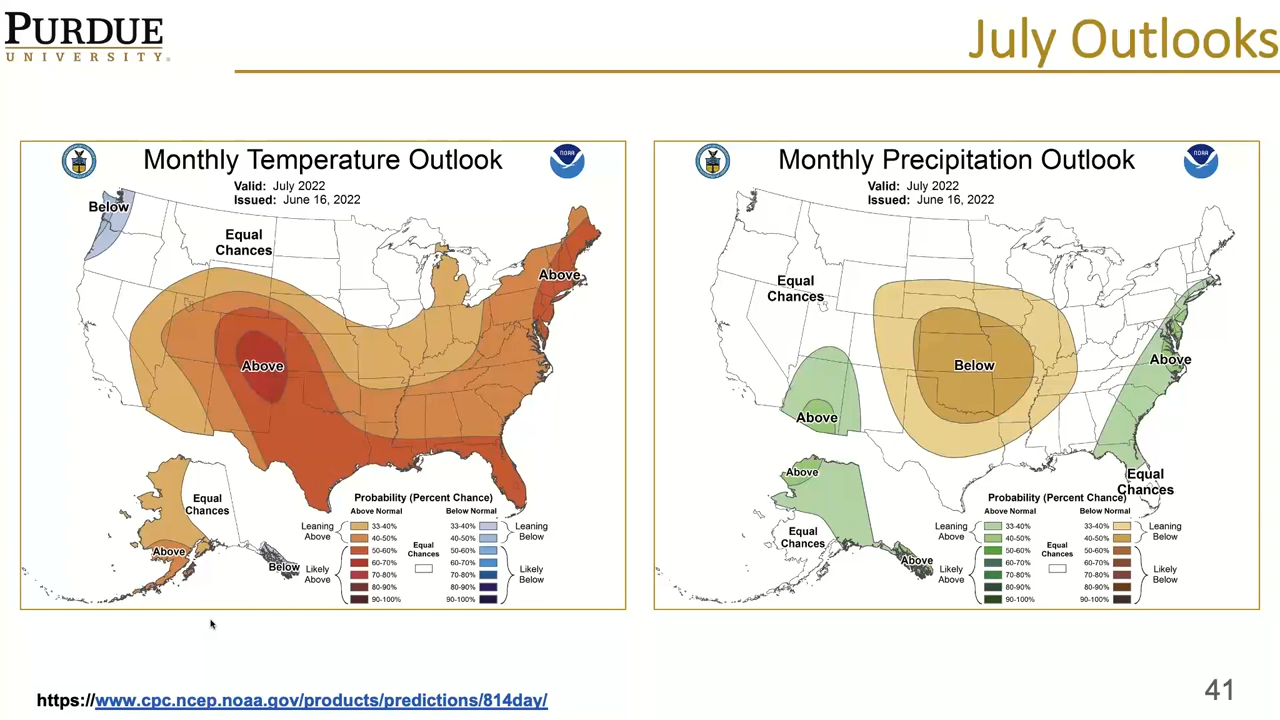 PURDUE
UNIVERSITY®
July Outlooks
Monthly Temperature Outlook
Valid: July 2022
Issued: June 16, 2022
NOAA
Below
Equal
Chances
Above
Above
Equal
Chances
Above
Below
Probability (Percent Chance)
Above Normal
Below Normal
Leaning
Above
33-40%
40-50%
Likely
Above
50-60%
60-70%
70-80%
80-90%
90-100%
Equal
Chances
33-40%
40-50%
Leaning
Below
50-60%
60-70%
70-80%
80-90%
90-100%
Likely
Below
Monthly Precipitation Outlook
Valid: July 2022
Issued: June 16, 2022
NOAA
Equal
Chances
Below
Above
Above
Above
Equal
Chances
Equal
Chances
Above
Probability (Percent Chance)
Above Normal
Below Normal
Leaning
Above
33-40%
40-50%
Likely
Above
50-60%
60-70%
70-80%
80-90%
90-100%
Equal
Chances
33-40%
40-50%
Leaning
Below
50-60%
60-70%
70-80%
80-90%
90-100%
Likely
Below
https://www.cpc.ncep.noaa.gov/products/predictions/814day/
41